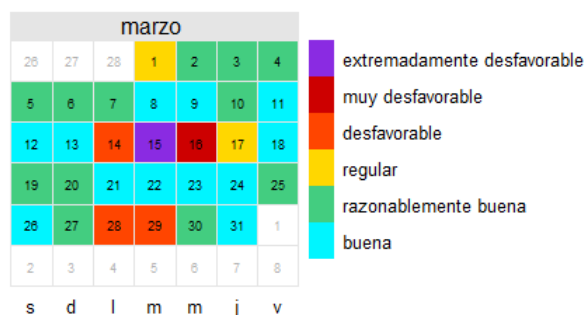 marzo
26 27 28 1 2 3 4
5 6 7 8 9 10 11
12 13 14 15 16 17 18
19 20 21 22 23 24 25
26 27 28 29 30 31 1
2 3 4 5 6 7 8
s d l m m j v
extremadamente desfavorable
muy desfavorable
desfavorable
regular
razonablemente buena
buena